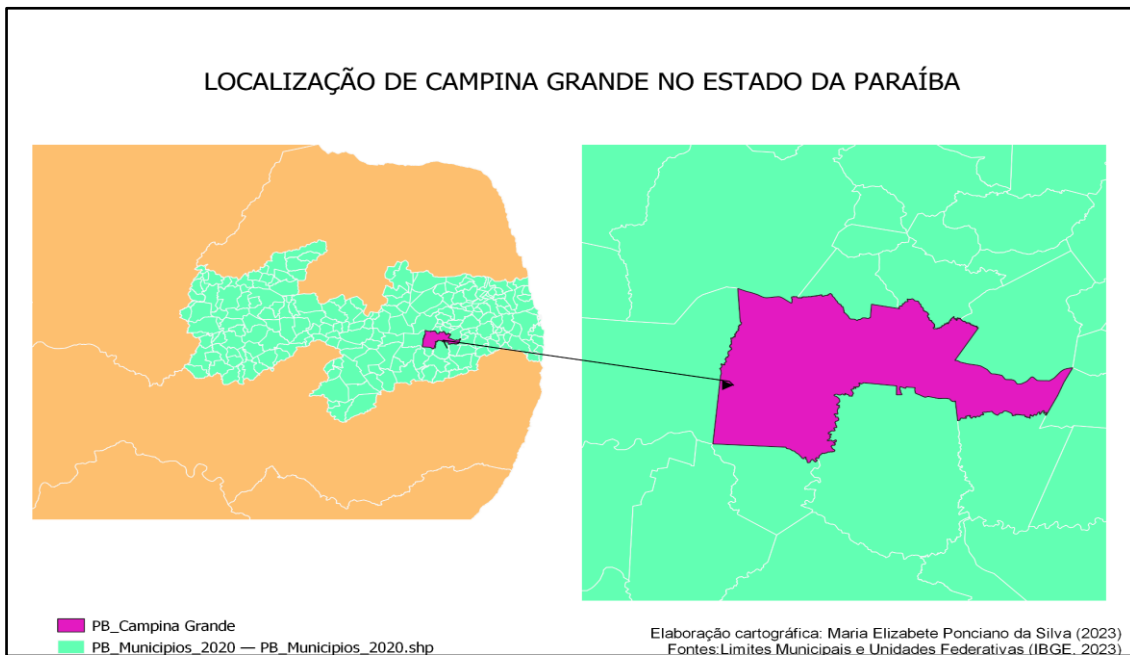 LOCALIZAÇÃO DE CAMPINA GRANDE NO ESTADO DA PARAÍBA
PB_Campina Grande
PB_Municipios_2020 — PB_Municipios_2020.shp
Elaboração cartográfica: Maria Elizabete Ponciano da Silva (2023)
Fontes:Limites Municipais e Unidades Federativas (IBGE, 2023)